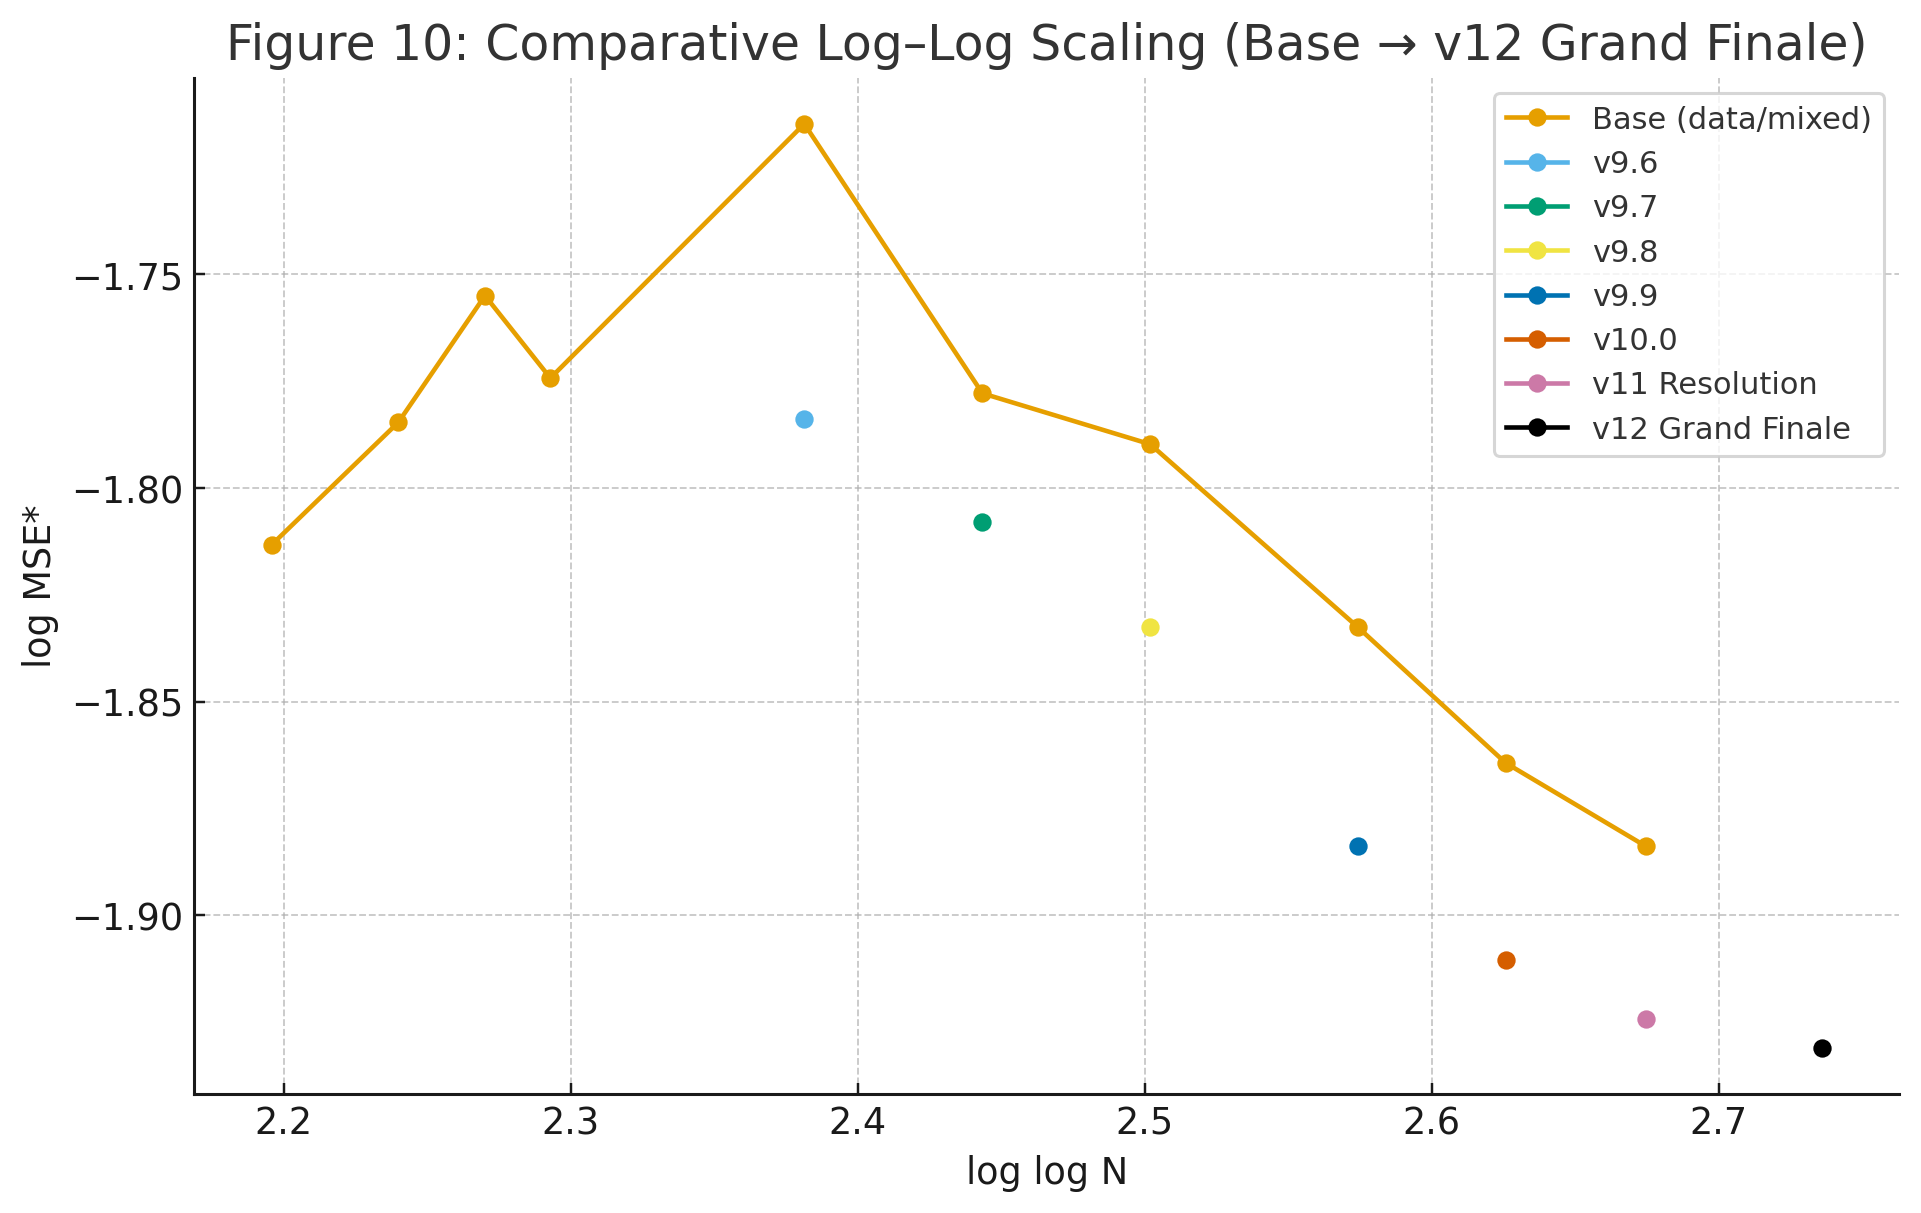 Figure 10: Comparative Log–Log Scaling (Base → v12 Grand Finale)
Base (data/mixed)
v9.6
v9.7
v9.8
v9.9
v10.0
v11 Resolution
v12 Grand Finale
log MSE*
−1.75
−1.80
−1.85
−1.90
2.2 2.3 2.4 2.5 2.6 2.7
log log N